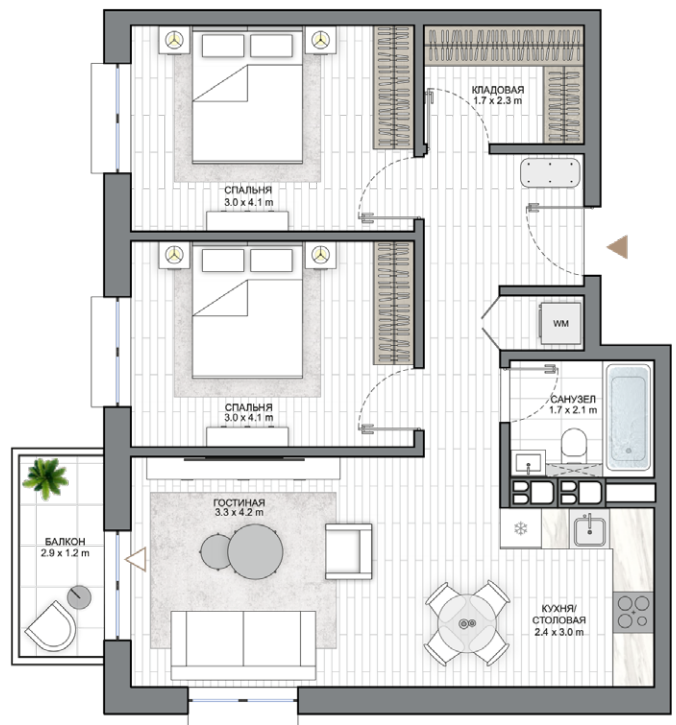 КЛАДОВАЯ
1.7 x 2.3 m
СПАЛЬНЯ
3.0 x 4.1 m
WM
СПАЛЬНЯ
3.0 x 4.1 m
САНУЗЕЛ
1.7 x 2.1 m
ГОСТИНАЯ
3.3 x 4.2 m
БАЛКОН
2.9 x 1.2 m
КУХНЯ/
СТОЛОВАЯ
2.4 x 3.0 m